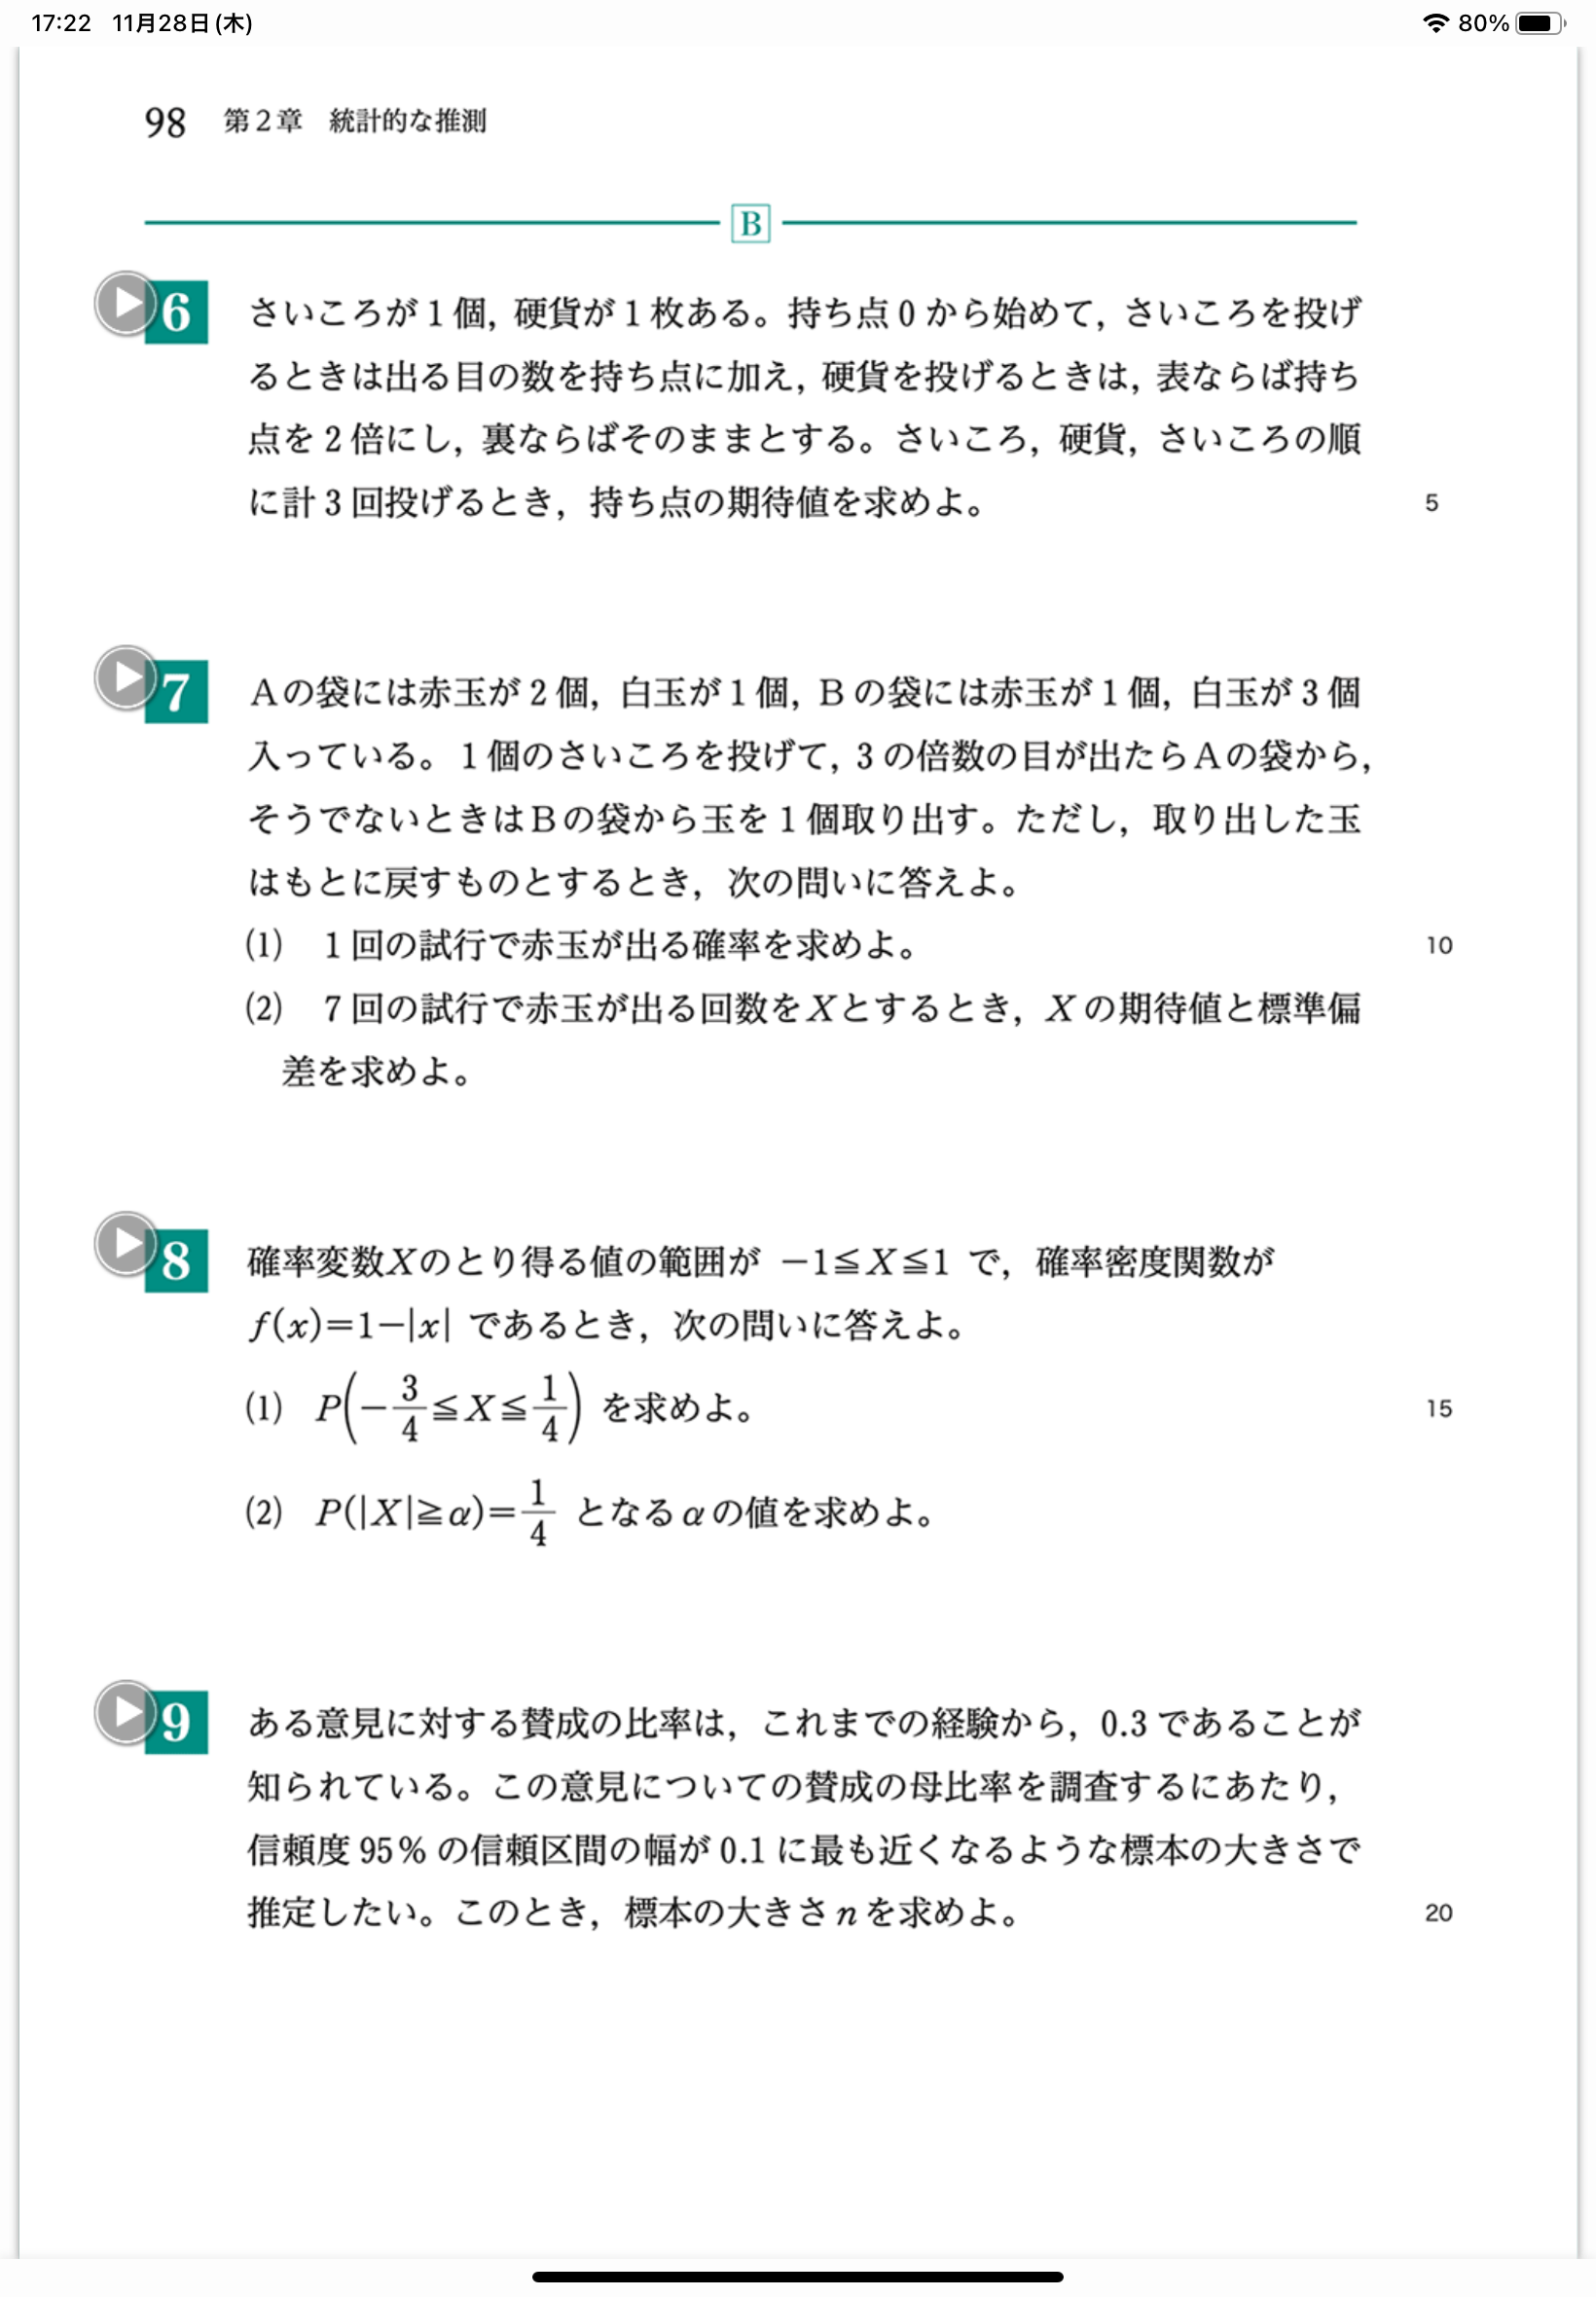 17:22 11月28日(木) 80%
98 第2章 統計的な推測
B
6 さいころが1個，硬貨が1枚ある。持ち点0から始めて，さいころを投げ
るときは出る目の数を持ち点に加え，硬貨を投げるときは，表ならば持ち
点を2倍にし，裏ならばそのままとする。さいころ，硬貨，さいころの順
に計3回投げるとき，持ち点の期待値を求めよ。 5
7 Aの袋には赤玉が2個，白玉が1個，Bの袋には赤玉が1個，白玉が3個
入っている。1個のさいころを投げて，3の倍数の目が出たらAの袋から，
そうでないときはBの袋から玉を1個取り出す。ただし，取り出した玉
はもとに戻すものとするとき，次の問いに答えよ。
(1) 1回の試行で赤玉が出る確率を求めよ。 10
(2) 7回の試行で赤玉が出る回数をXとするとき，Xの期待値と標準偏
差を求めよ。
8 確率変数Xのとり得る値の範囲が −1≦X≦1 で，確率密度関数が
f(x)=1−|x| であるとき，次の問いに答えよ。
(1) P(−3/4≦X≦1/4) を求めよ。 15
(2) P(|X|≧α)=1/4 となるαの値を求めよ。
9 ある意見に対する賛成の比率は，これまでの経験から，0.3であることが
知られている。この意見についての賛成の母比率を調査するにあたり，
信頼度95%の信頼区間の幅が0.1に最も近くなるような標本の大きさで
推定したい。このとき，標本の大きさnを求めよ。 20